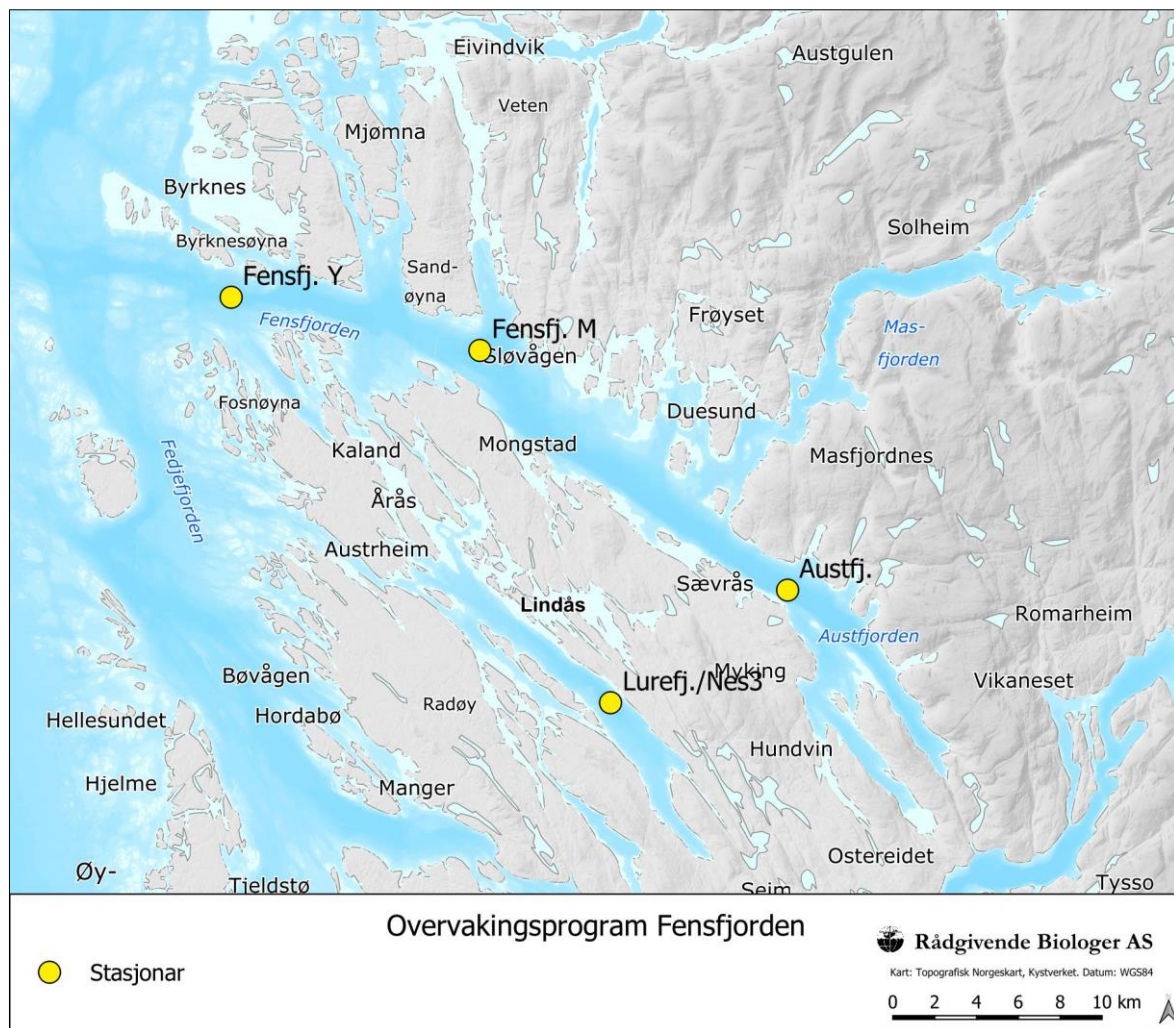 Eivindvik
Austgulen
Veten
Mjømna
Byrknes
Solheim
Byrknesøyna
Sand-
øyna
Fensfj. Y
Fensfjorden
Frøyset
Mas-
fjorden
Fensfj. M
Sløvågen
Fosnøyna
Duesund
Kaland
Mongstad
Masfjordnes
Fedjefjorden
Årås
Austrheim
Sævrås
Austfj.
Lindås
Romarheim
Austfjorden
Myking
Vikaneset
Bøvågen
Lurefj./Nes3
Radøy
Hellesundet
Hordabø
Hundvin
Hjelme
Manger
Ostereidet
Øy-
Tjeldstø
Seim
Tysso
Overvakingsprogram Fensfjorden
Stasjonar
Rådgivende Biologer AS
Kart: Topografisk Norgeskart, Kystverket. Datum: WGS84
0 2 4 6 8 10 km